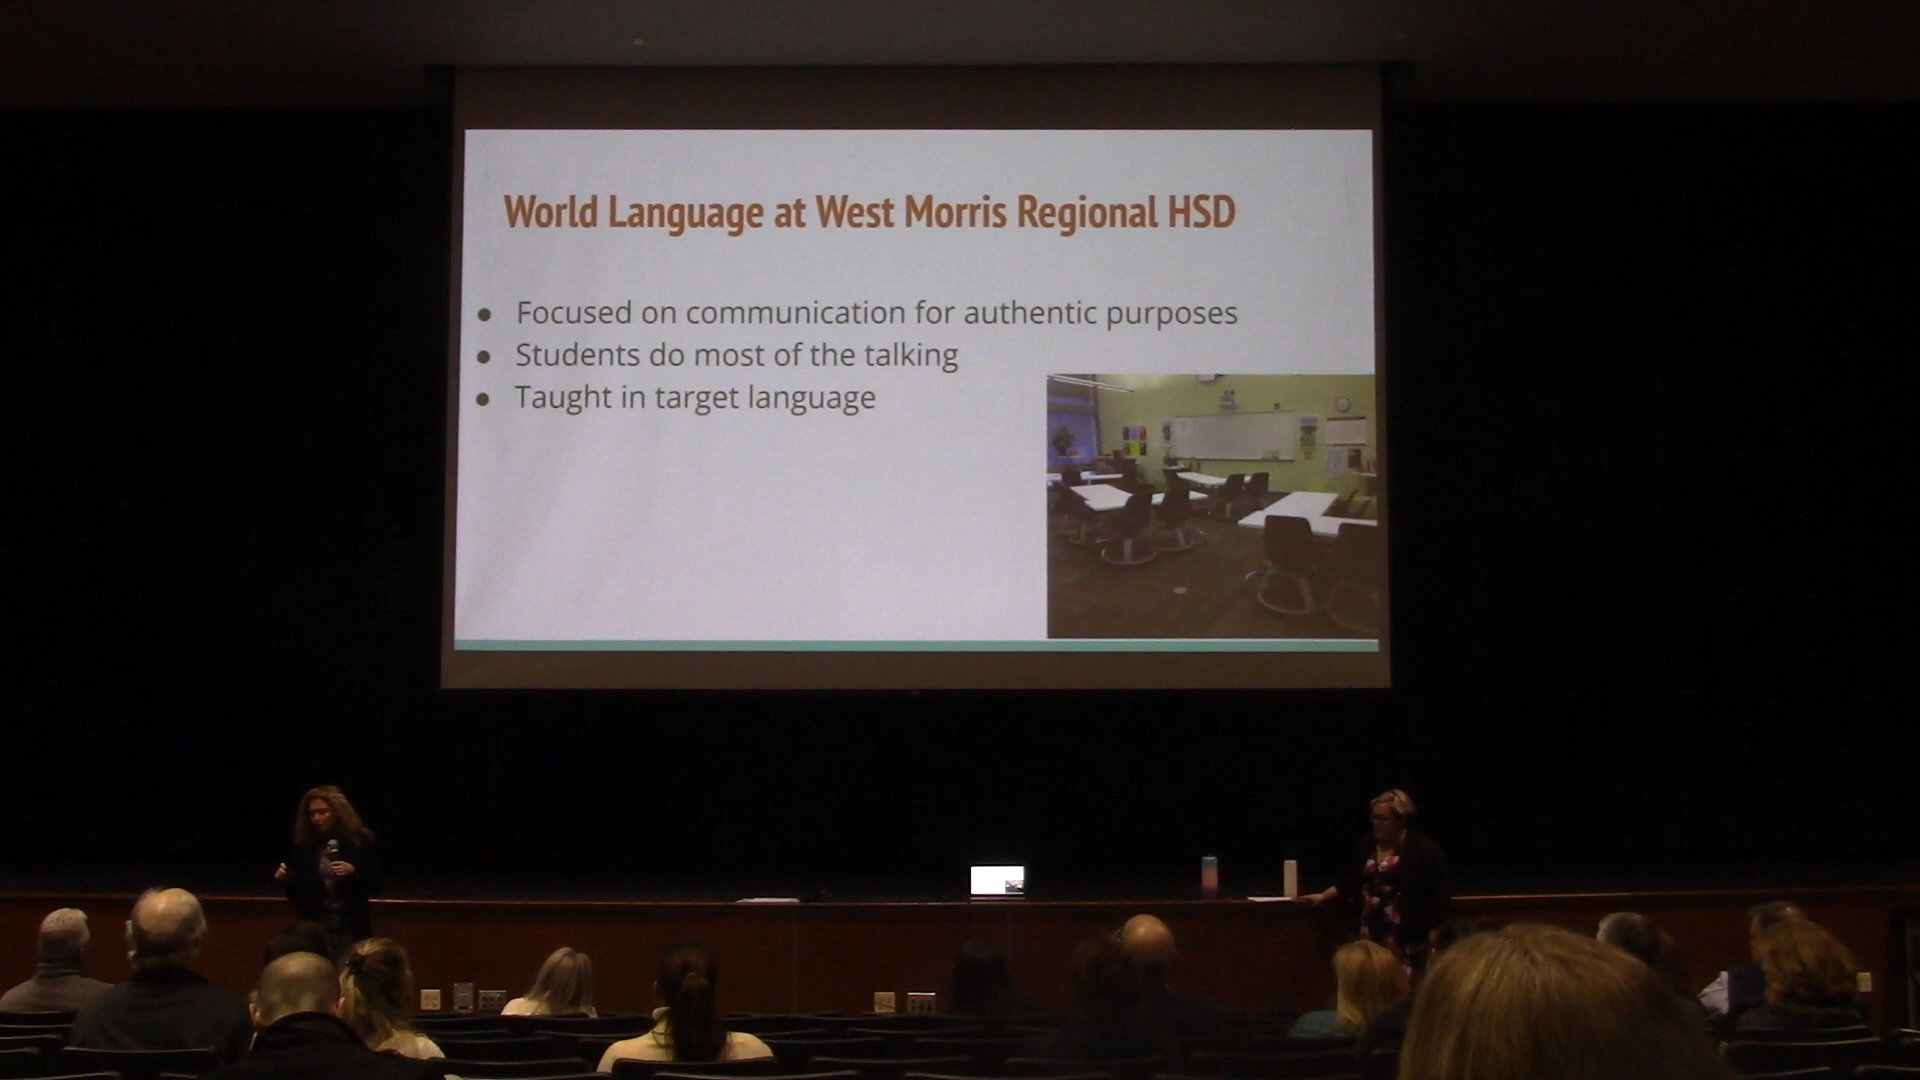 World Language at West Morris Regional HSD
● Focused on communication for authentic purposes
● Students do most of the talking
● Taught in target language